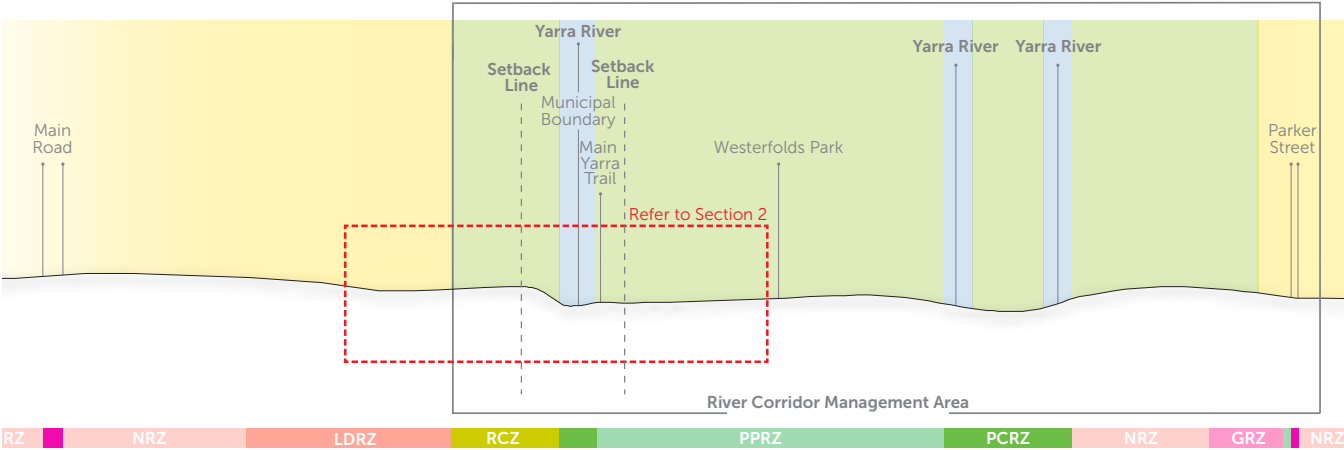 Yarra River
Yarra River
Yarra River
Setback
Line
Setback
Line
Municipal
Boundary
Main
Road
Main
Yarra
Trail
Westerfolds Park
Parker
Street
Refer to Section 2
River Corridor Management Area
RZ
NRZ
LDRZ
RCZ
PPRZ
PCRZ
NRZ
GRZ
NRZ